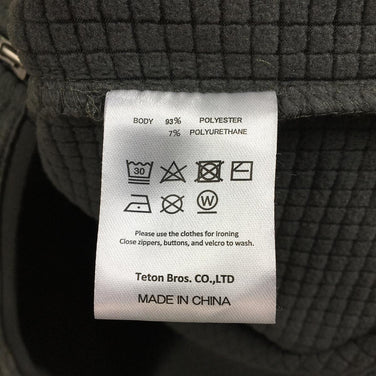 BODY 93% POLYESTER
7% POLYURETHANE
30
W
Please use the clothes for Ironing
Close zippers, buttons, and velcro to wash.
Teton Bros. CO.,LTD
MADE IN CHINA